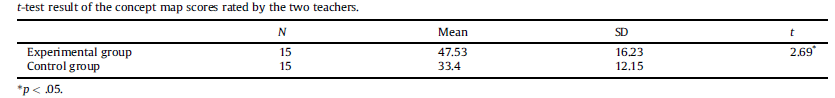 t-test result of the concept map scores rated by the two teachers.
N Mean SD t
Experimental group 15 47.53 16.23 2.69*
Control group 15 33.4 12.15
*p < .05.